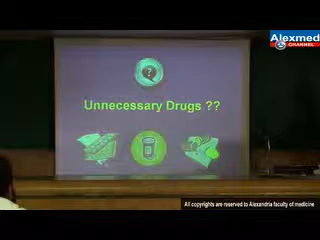 Alexmed
CHANNEL
Unnecessary Drugs ??
All copyrights are reserved to Alexandria faculty of medicine